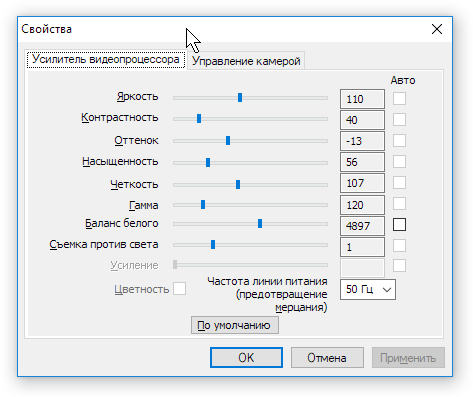 Свойства
Усилитель видеопроцессора Управление камерой
Авто
Яркость 110
Контрастность 40
Оттенок -13
Насыщенность 56
Четкость 107
Гамма 120
Баланс белого 4897
Съемка против света 1
Усиление
Цветность Частота линии питания 50 Гц
(предотвращение
мерцания)
По умолчанию
OK Отмена Применить